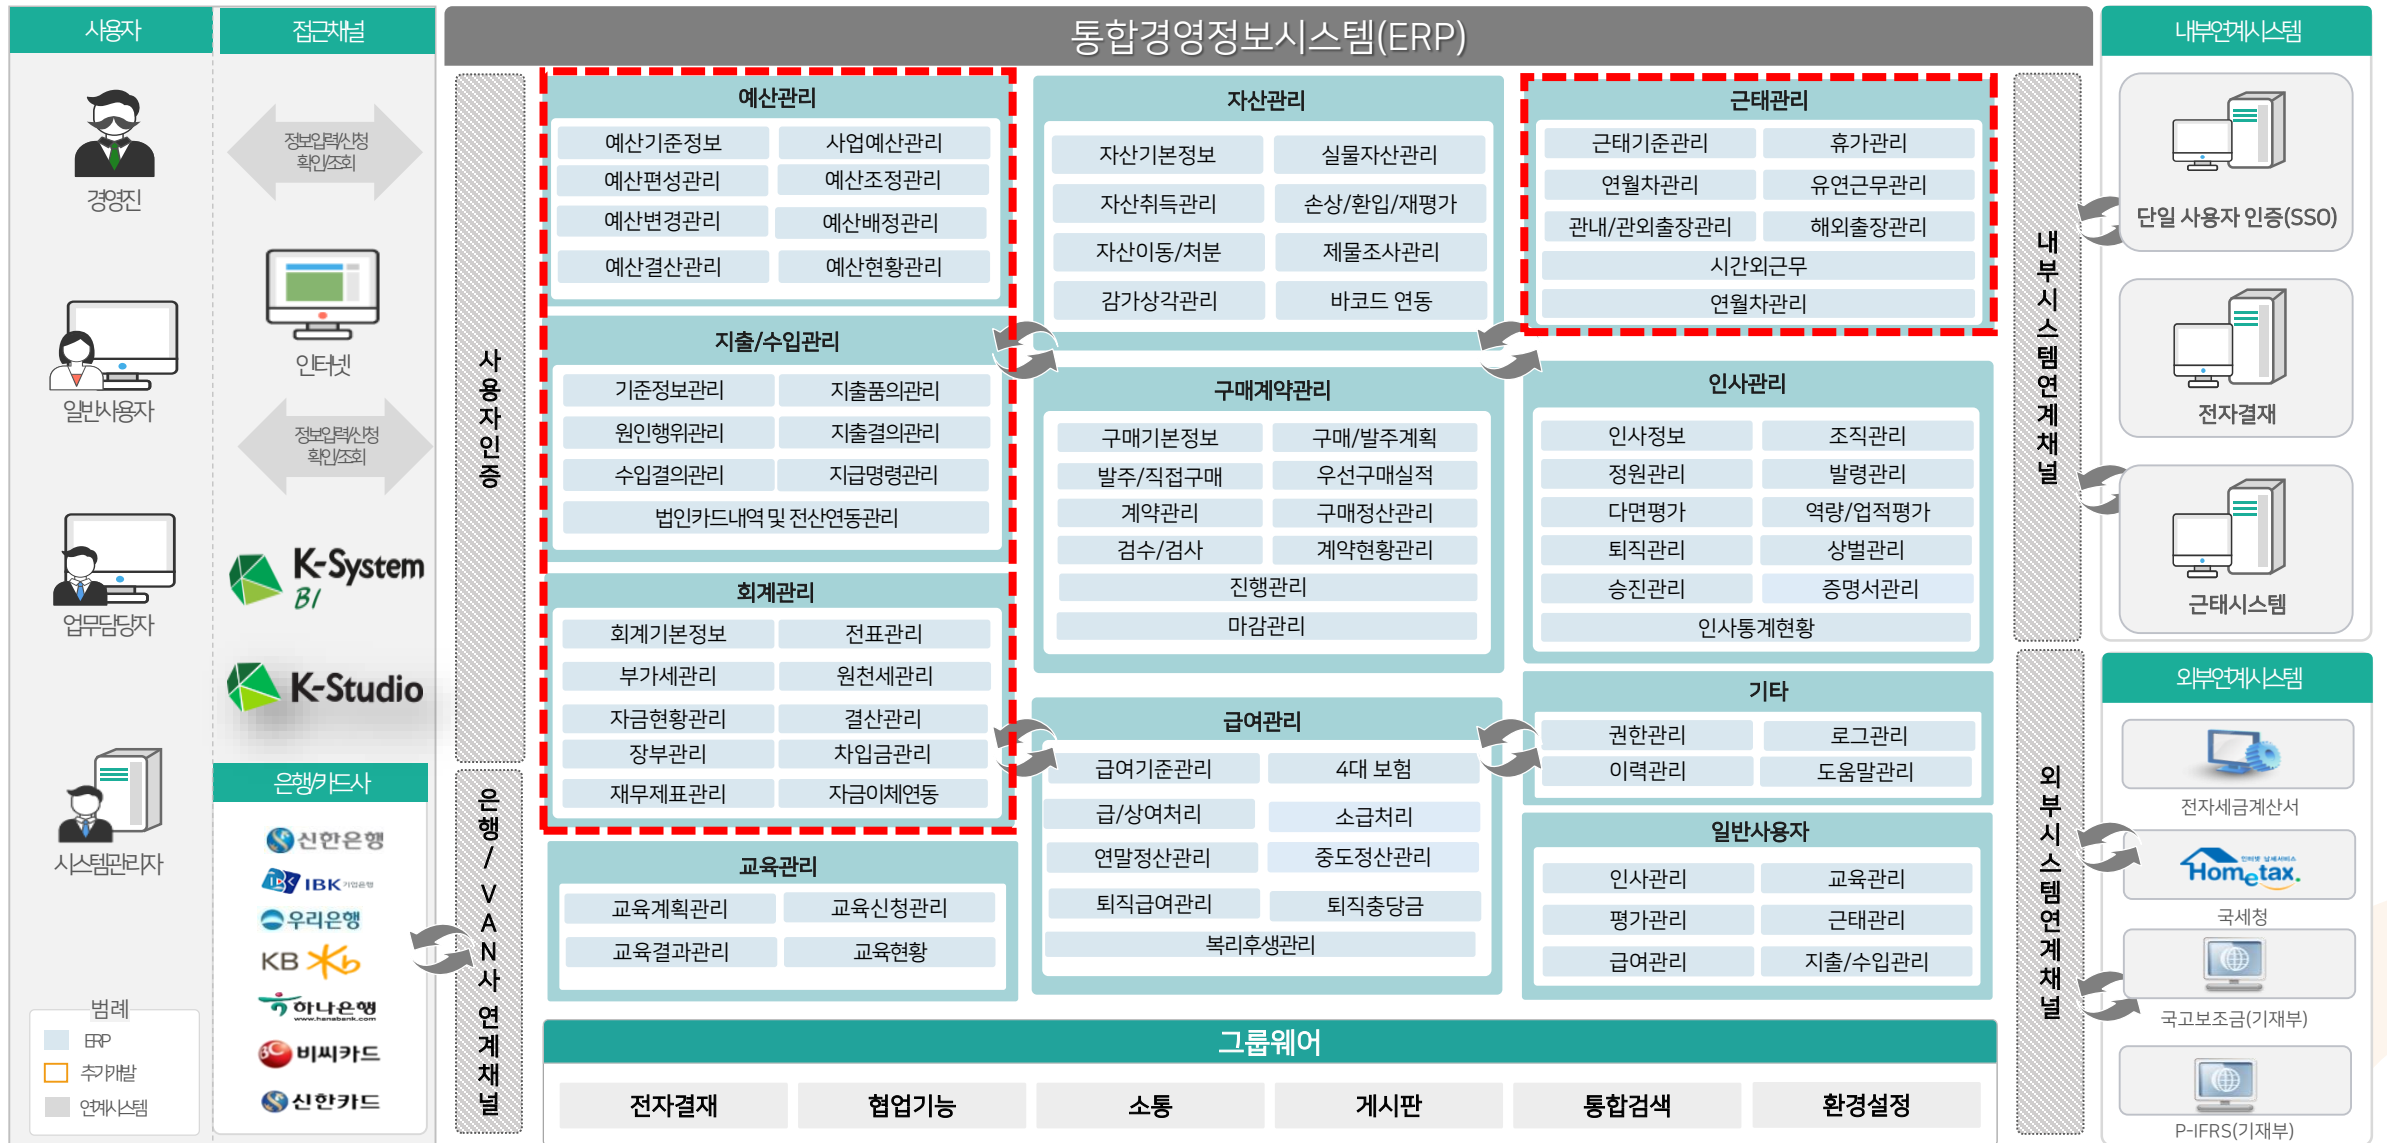 사용자
접근채널
통합경영정보시스템(ERP)
내부연계시스템
경영진
일반사용자
업무담당자
시스템관리자
범례
ERP
추가개발
연계시스템
정보입력/신청
확인/조회
인터넷
정보입력/신청
확인/조회
K-System
BI
K-Studio
은행/카드사
신한은행
IBK 기업은행
우리은행
KB
하나은행
www.hanabank.com
비씨카드
신한카드
사용자인증
은행/VAN사 연계채널
예산관리
예산기준정보 사업예산관리
예산편성관리 예산조정관리
예산변경관리 예산배정관리
예산결산관리 예산현황관리
지출/수입관리
기준정보관리 지출품의관리
원인행위관리 지출결의관리
수입결의관리 지급명령관리
법인카드내역 및 전산연동관리
회계관리
회계기본정보 전표관리
부가세관리 원천세관리
자금현황관리 결산관리
장부관리 차입금관리
재무제표관리 자금이체연동
교육관리
교육계획관리 교육신청관리
교육결과관리 교육현황
자산관리
자산기본정보 실물자산관리
자산취득관리 손상/환입/재평가
자산이동/처분 제물조사관리
감가상각관리 바코드 연동
구매계약관리
구매기본정보 구매/발주계획
발주/직접구매 우선구매실적
계약관리 구매정산관리
검수/검사 계약현황관리
진행관리
마감관리
급여관리
급여기준관리 4대 보험
급/상여처리 소급처리
연말정산관리 중도정산관리
퇴직급여관리 퇴직충당금
복리후생관리
근태관리
근태기준관리 휴가관리
연월차관리 유연근무관리
관내/관외출장관리 해외출장관리
시간외근무
연월차관리
인사관리
인사정보 조직관리
정원관리 발령관리
다면평가 역량/업적평가
퇴직관리 상벌관리
승진관리 증명서관리
인사통계현황
기타
권한관리 로그관리
이력관리 도움말관리
일반사용자
인사관리 교육관리
평가관리 근태관리
급여관리 지출/수입관리
그룹웨어
전자결재 협업기능 소통 게시판 통합검색 환경설정
내부시스템연계채널
외부시스템연계채널
단일 사용자 인증(SSO)
전자결재
근태시스템
외부연계시스템
전자세금계산서
인터넷 납세서비스
Hometax.
국세청
국고보조금(기재부)
P-IFRS(기재부)